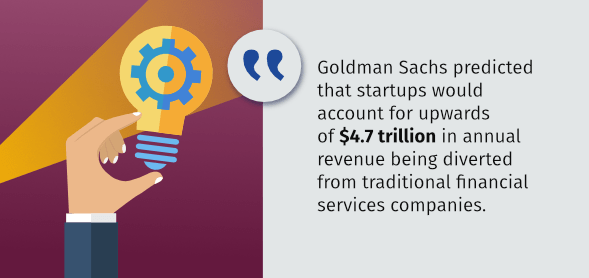 Goldman Sachs predicted
that startups would
account for upwards
of $4.7 trillion in annual
revenue being diverted
from traditional financial
services companies.